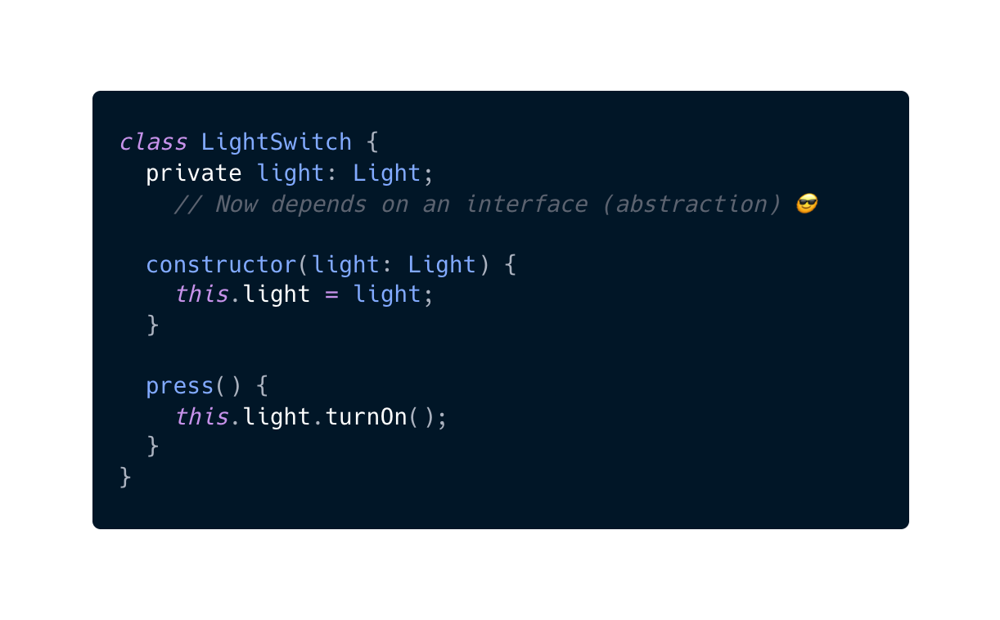 class LightSwitch {
  private light: Light;
    // Now depends on an interface (abstraction) 😎

  constructor(light: Light) {
    this.light = light;
  }

  press() {
    this.light.turnOn();
  }
}